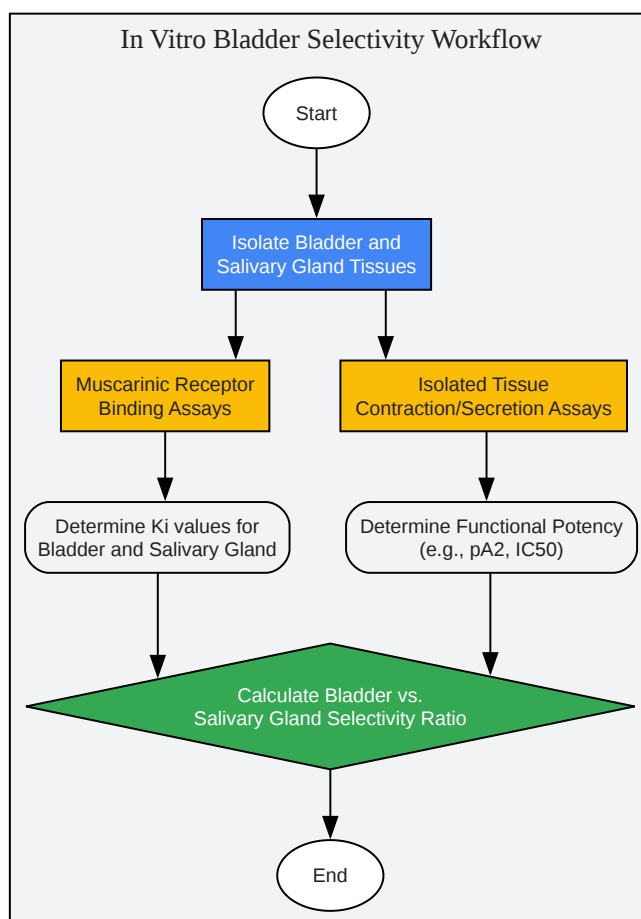 In Vitro Bladder Selectivity Workflow
Start
Isolate Bladder and
Salivary Gland Tissues
Muscarinic Receptor
Binding Assays
Isolated Tissue
Contraction/Secretion Assays
Determine Ki values for
Bladder and Salivary Gland
Determine Functional Potency
(e.g., pA2, IC50)
Calculate Bladder vs.
Salivary Gland Selectivity Ratio
End